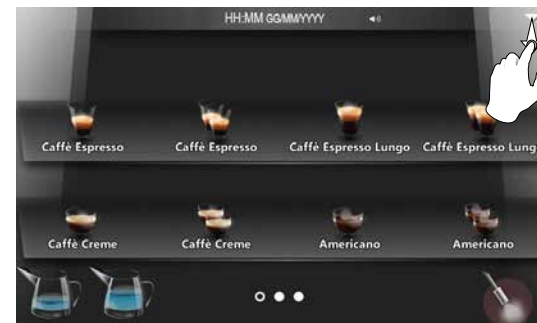 HH:MM GG/MM/YYYY
Caffè Espresso Caffè Espresso Caffè Espresso Lungo Caffè Espresso Lung
Caffè Creme Caffè Creme Americano Americano